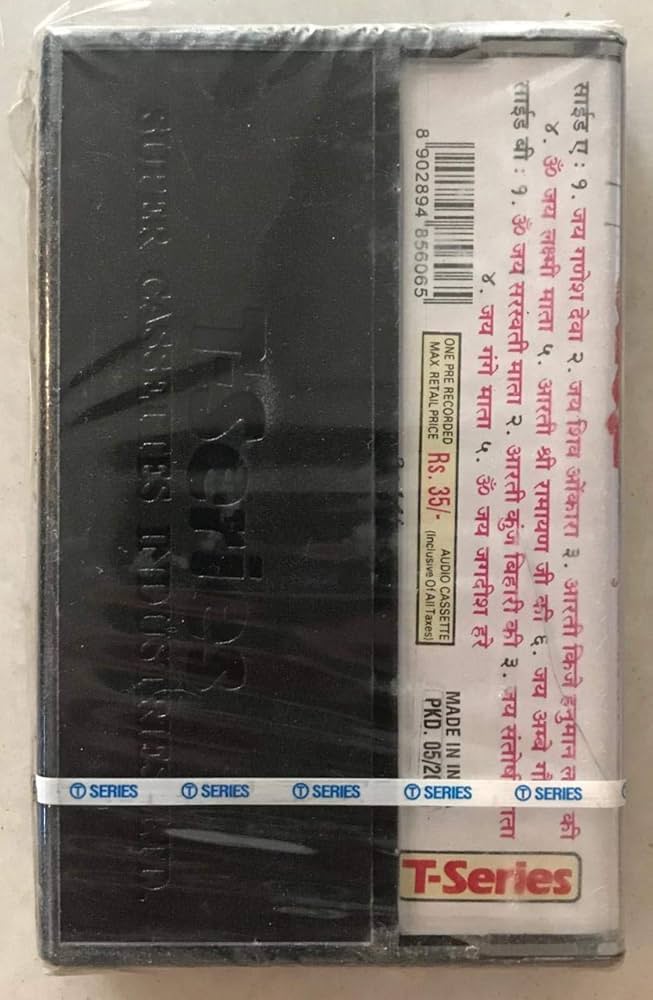 साईड ए: १. जय गणेश देवा २. जय शिव ओंकारा ३. आरती किजे हनुमान की
४. ॐ जय लक्ष्मी माता ५. आरती श्री रामायण जी की ६. जय अम्बे
साईड बी: १. ॐ जय सरस्वती माता २. आरती कुंज बिहारी की ३. जय
४. जय गंगे माता ५. ॐ जय जगदीश हरे
8 902894 856065
ONE PRE RECORDED AUDIO CASSETTE
MAX. RETAIL PRICE Rs. 35/- (Inclusive Of All Taxes)
MADE IN
PKD. 05/20
T-Series
T-Series
SUPER CASSETTES INDUSTRIES LTD.
T SERIES T SERIES T SERIES T SERIES T SERIES